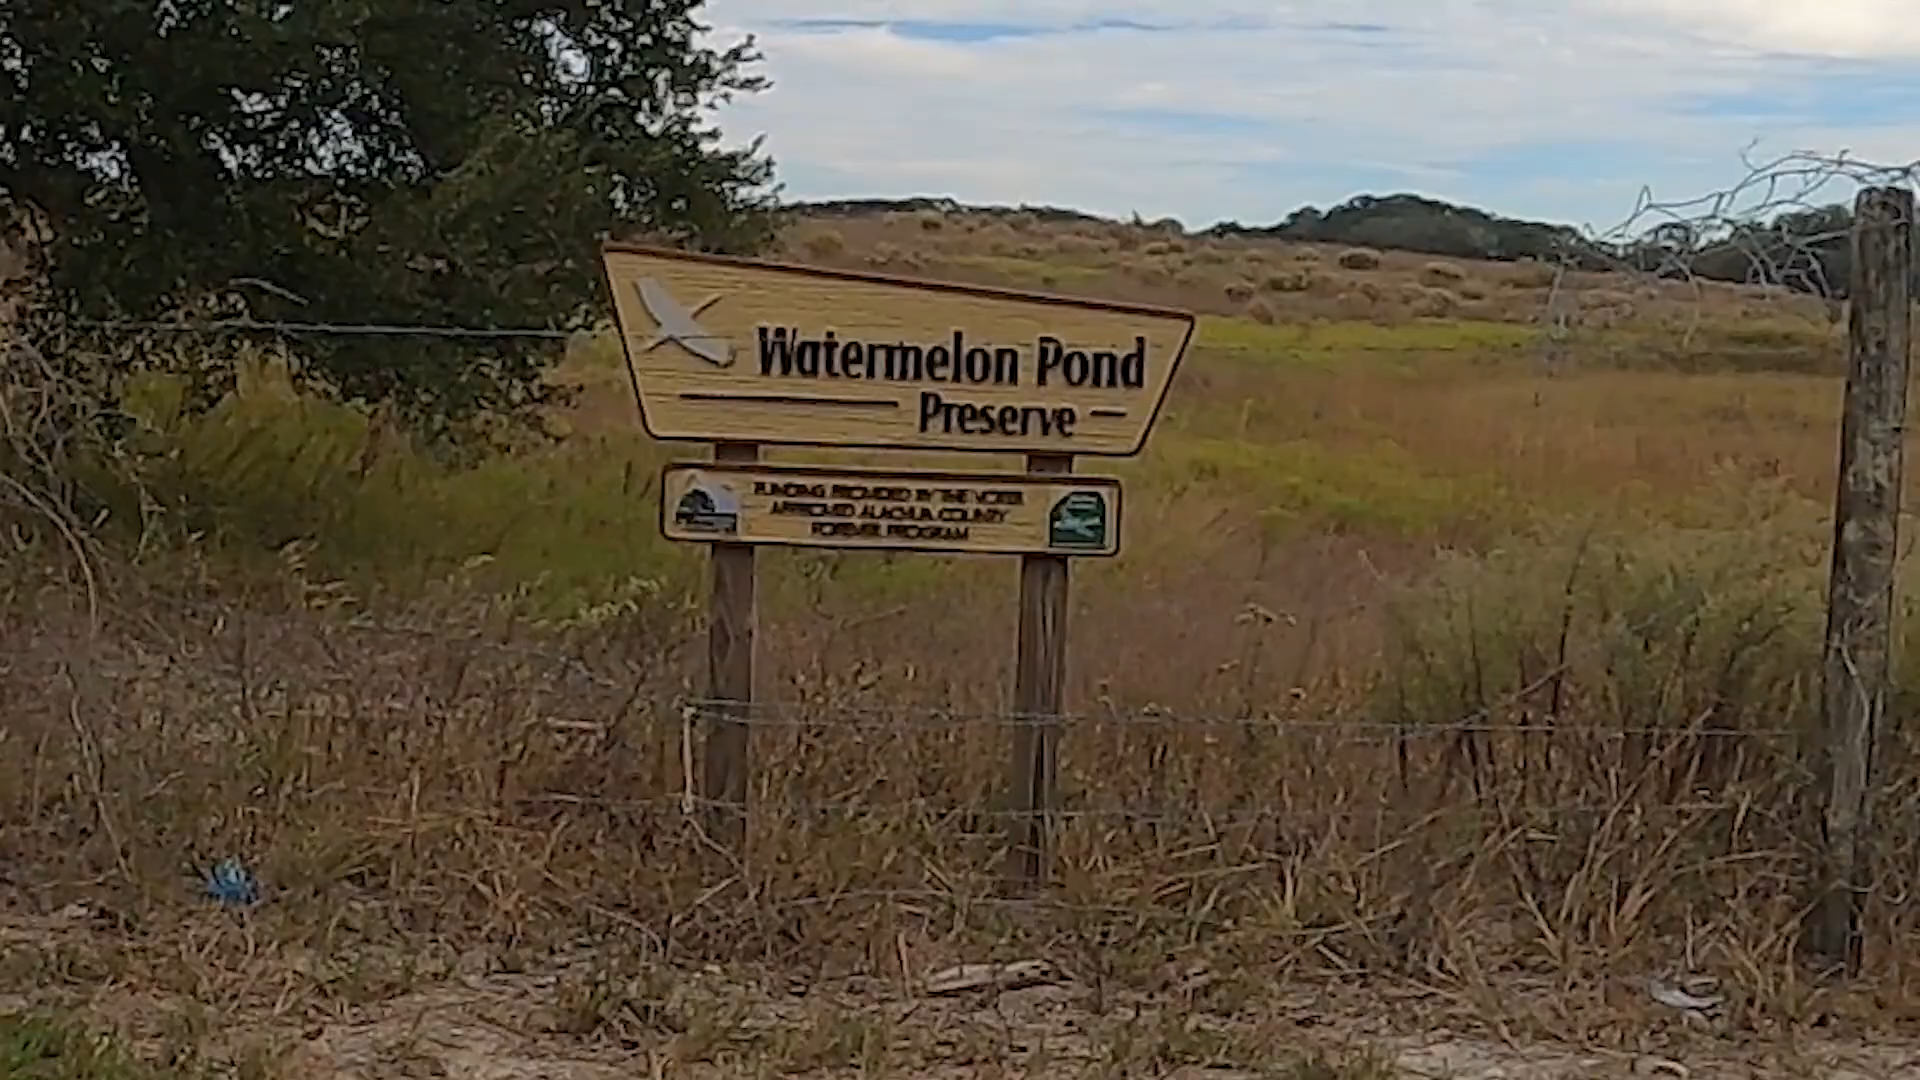 Watermelon Pond
Preserve
FUNDING PROVIDED BY THE VOTER
APPROVED ALACHUA COUNTY
FOREVER PROGRAM